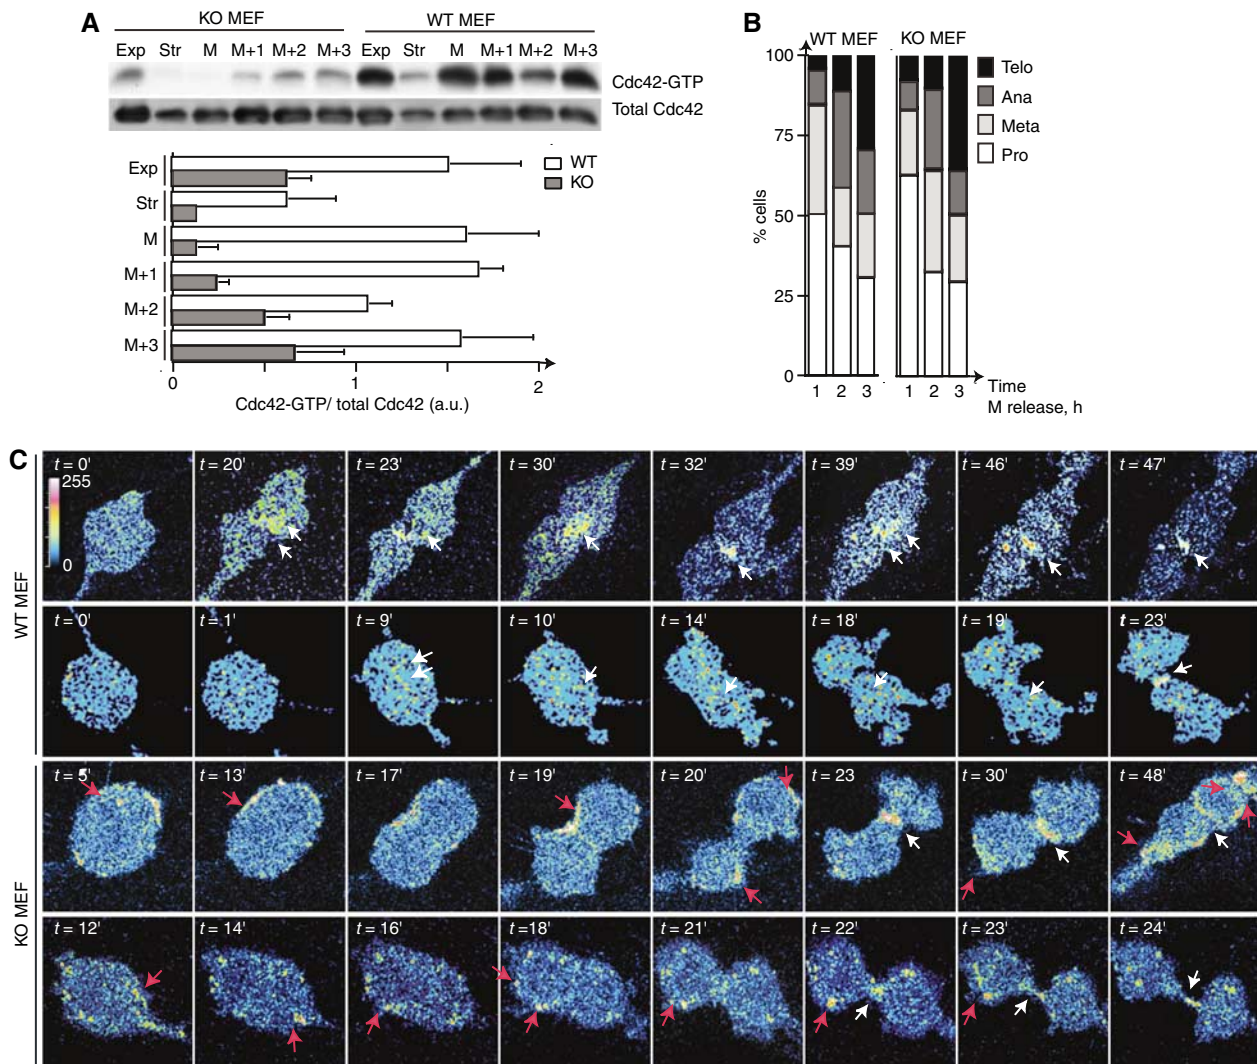 A
KO MEF
WT MEF
Exp Str M M+1 M+2 M+3 Exp Str M M+1 M+2 M+3
Cdc42-GTP
Total Cdc42
WT
KO
Exp
Str
M
M+1
M+2
M+3
0 1 2
Cdc42-GTP/ total Cdc42 (a.u.)
B
WT MEF KO MEF
100
75
50
25
0
% cells
Telo
Ana
Meta
Pro
1 2 3 1 2 3 Time
M release, h
C
WT MEF
t = 0' t = 20' t = 23' t = 30' t = 32' t = 39' t = 46' t = 47'
255
0
t = 0' t = 1' t = 9' t = 10' t = 14' t = 18' t = 19' t = 23'
KO MEF
t = 5' t = 13' t = 17' t = 19' t = 20' t = 23 t = 30' t = 48'
t = 12' t = 14' t = 16' t =18' t = 21' t = 22' t = 23' t = 24'